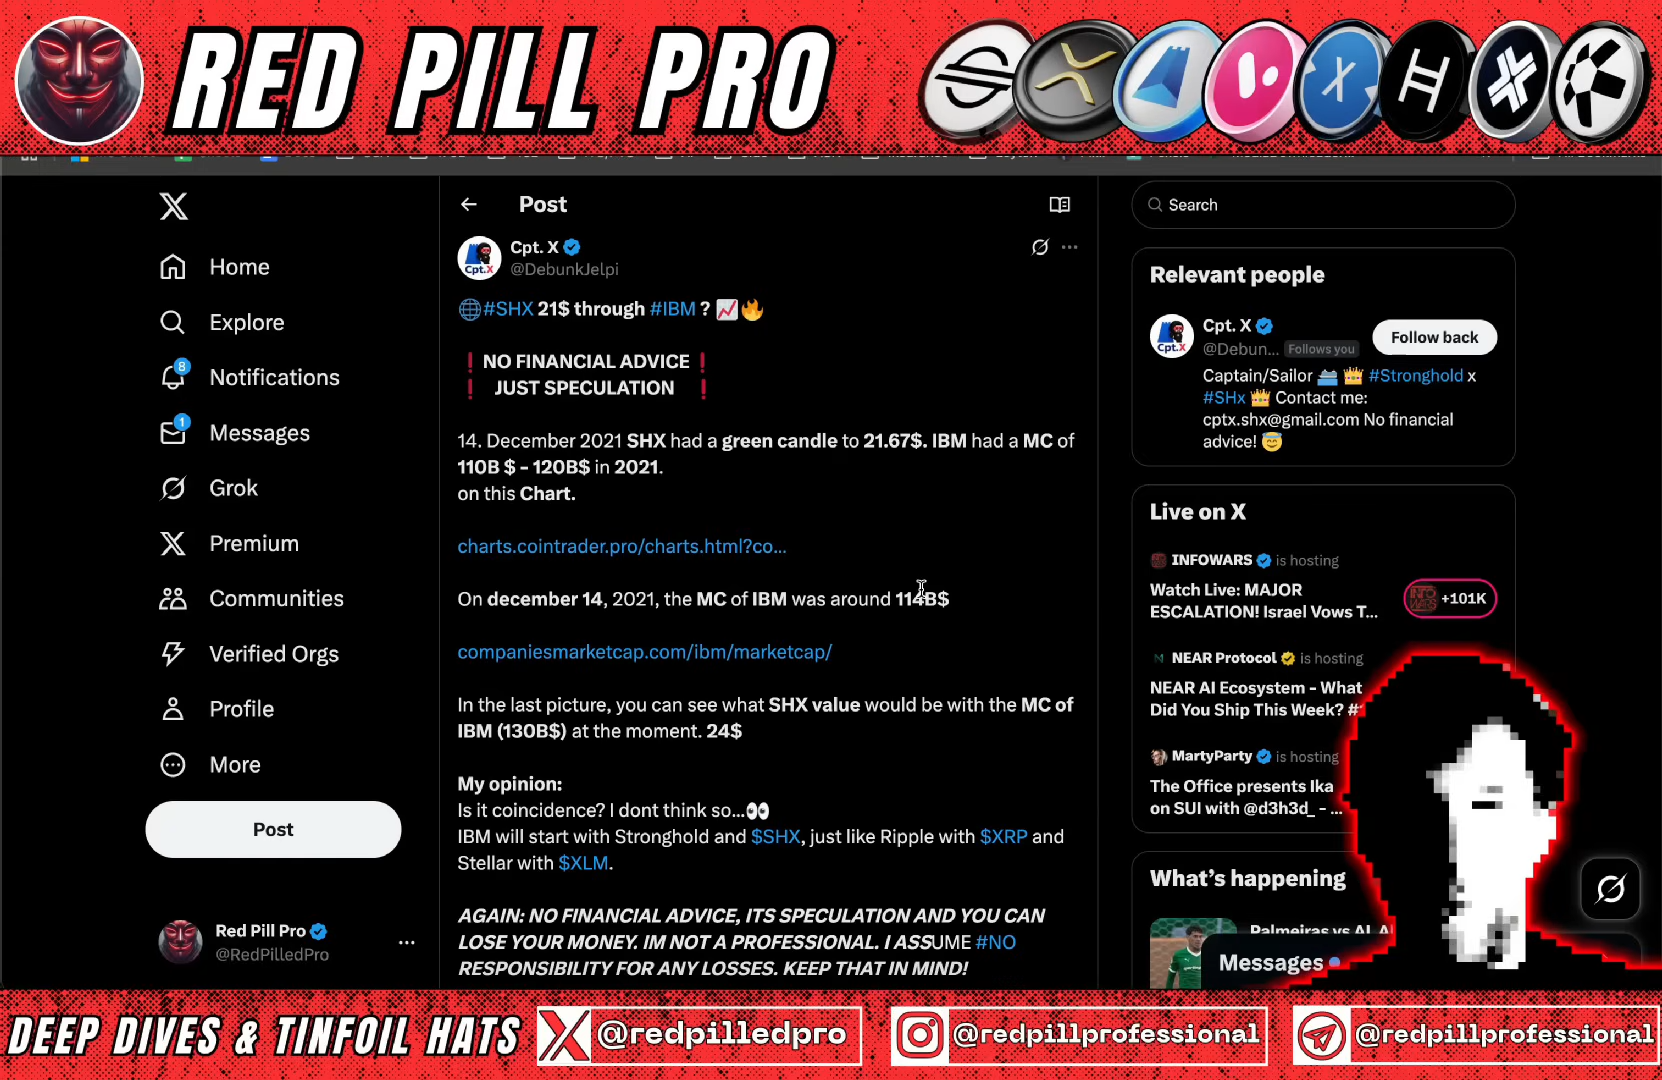 RED PILL PRO
Home
Explore
8
Notifications
1
Messages
Grok
Premium
Communities
Verified Orgs
Profile
More
Post
Red Pill Pro
@RedPilledPro
Post
Cpt. X
@DebunkJelpi
#SHX 21$ through #IBM ?
NO FINANCIAL ADVICE
JUST SPECULATION
14. December 2021 SHX had a green candle to 21.67$. IBM had a MC of
110B $ - 120B$ in 2021.
on this Chart.
charts.cointrader.pro/charts.html?co...
On december 14, 2021, the MC of IBM was around 114B$
companiesmarketcap.com/ibm/marketcap/
In the last picture, you can see what SHX value would be with the MC of
IBM (130B$) at the moment. 24$
My opinion:
Is it coincidence? I dont think so...
IBM will start with Stronghold and $SHX, just like Ripple with $XRP and
Stellar with $XLM.
AGAIN: NO FINANCIAL ADVICE, ITS SPECULATION AND YOU CAN
LOSE YOUR MONEY. IM NOT A PROFESSIONAL. I ASSUME #NO
RESPONSIBILITY FOR ANY LOSSES. KEEP THAT IN MIND!
Search
Relevant people
Cpt. X
@Debun... Follows you
Follow back
Captain/Sailor #Stronghold x
#SHx Contact me:
cptx.shx@gmail.com No financial
advice!
Live on X
INFOWARS is hosting
Watch Live: MAJOR
ESCALATION! Israel Vows T...
+101K
NEAR Protocol is hosting
NEAR AI Ecosystem - What
Did You Ship This Week? #
MartyParty is hosting
The Office presents Ika
on SUI with @d3h3d_ - ...
What's happening
Palmeiras vs
Messages
DEEP DIVES & TINFOIL HATS
@redpilledpro
@redpillprofessional
@redpillprofessional